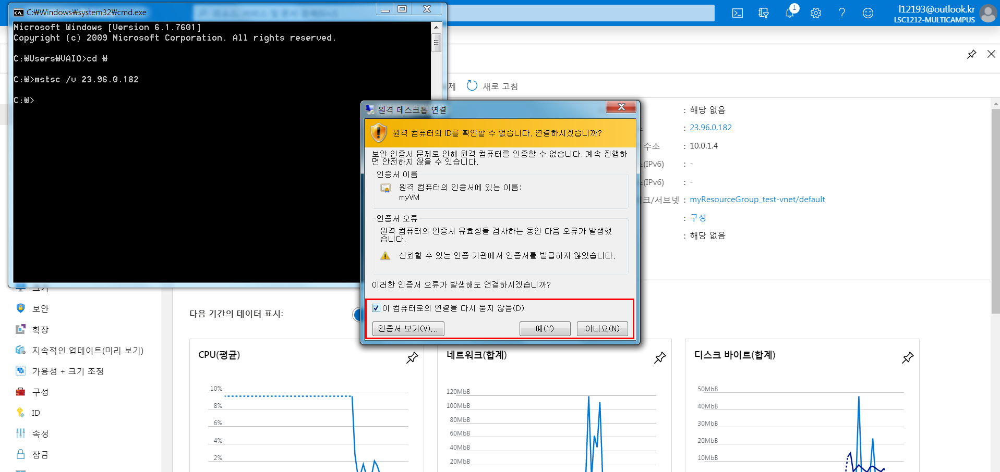 C:₩Windows₩system32₩cmd.exe
Microsoft Windows [Version 6.1.7601]
Copyright (c) 2009 Microsoft Corporation. All rights reserved.
C:₩Users₩VAIO>cd ₩
C:₩>mstsc /v 23.96.0.182
C:₩>
1
l12193@outlook.kr
LSC1212-MULTICAMPUS
제
새로 고침
원격 데스크톱 연결
원격 컴퓨터의 ID를 확인할 수 없습니다. 연결하시겠습니까?
보안 인증서 문제로 인해 원격 컴퓨터를 인증할 수 없습니다. 계속 진행하
면 안전하지 않을 수 있습니다.
인증서 이름
원격 컴퓨터의 인증서에 있는 이름:
myVM
인증서 오류
원격 컴퓨터의 인증서 유효성을 검사하는 동안 다음 오류가 발생했
습니다.
신뢰할 수 있는 인증 기관에서 인증서를 발급하지 않았습니다.
이러한 인증서 오류가 발생해도 연결하시겠습니까?
이 컴퓨터로의 연결을 다시 묻지 않음(D)
인증서 보기(V)...
예(Y)
아니요(N)
: 해당 없음
: 23.96.0.182
주소 : 10.0.1.4
(IPv6) : -
(IPv6) : -
크/서브넷 : myResourceGroup_test-vnet/default
: 구성
: 해당 없음
크기
보안
확장
지속적인 업데이트(미리 보기)
가용성 + 크기 조정
구성
ID
속성
잠금
다음 기간의 데이터 표시:
CPU(평균)
10%
8%
6%
4%
2%
네트워크(합계)
120MbB
100MbB
80MbB
60MbB
40MbB
20MbB
디스크 바이트(합계)
50MbB
40MbB
30MbB
20MbB
10MbB